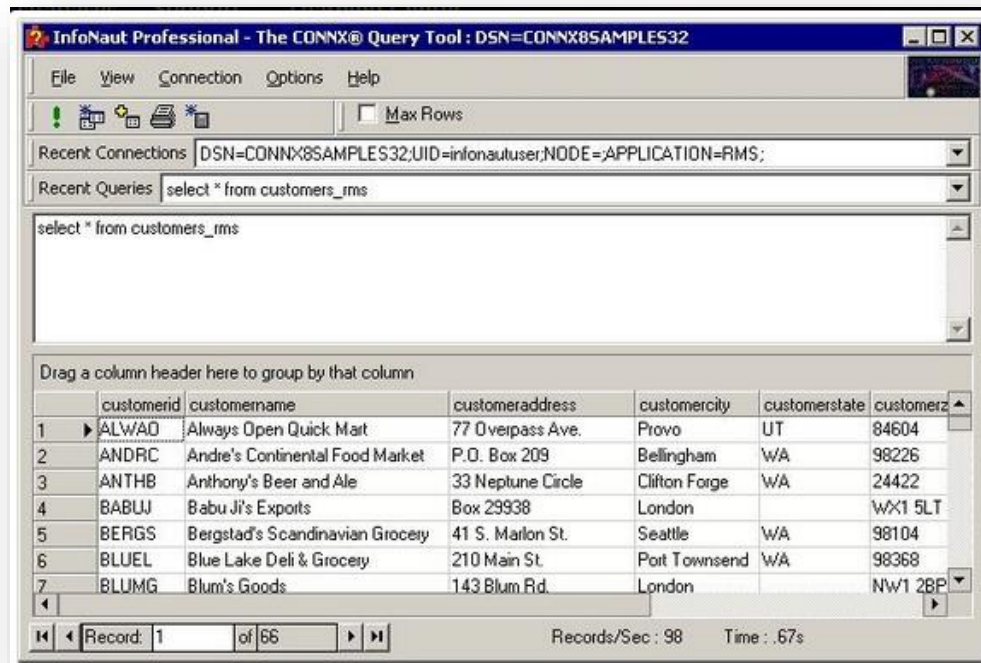 InfoNaut Professional - The CONNX® Query Tool : DSN=CONNX8SAMPLES32
File View Connection Options Help
Max Rows
Recent Connections DSN=CONNX8SAMPLES32;UID=infonautuser;NODE=;APPLICATION=RMS;
Recent Queries select * from customers_rms
select * from customers_rms
Drag a column header here to group by that column
customerid customername customeraddress customercity customerstate customerz
1 ALWAO Always Open Quick Mart 77 Overpass Ave. Provo UT 84604
2 ANDRC Andre's Continental Food Market P.O. Box 209 Bellingham WA 98226
3 ANTHB Anthony's Beer and Ale 33 Neptune Circle Clifton Forge WA 24422
4 BABUJ Babu Ji's Exports Box 29938 London WX1 5LT
5 BERGS Bergstad's Scandinavian Grocery 41 S. Marlon St. Seattle WA 98104
6 BLUEL Blue Lake Deli & Grocery 210 Main St. Port Townsend WA 98368
7 BLUMG Blum's Goods 143 Blum Rd. London NW1 2BP
Record: 1 of 66 Records/Sec : 98 Time : .67s